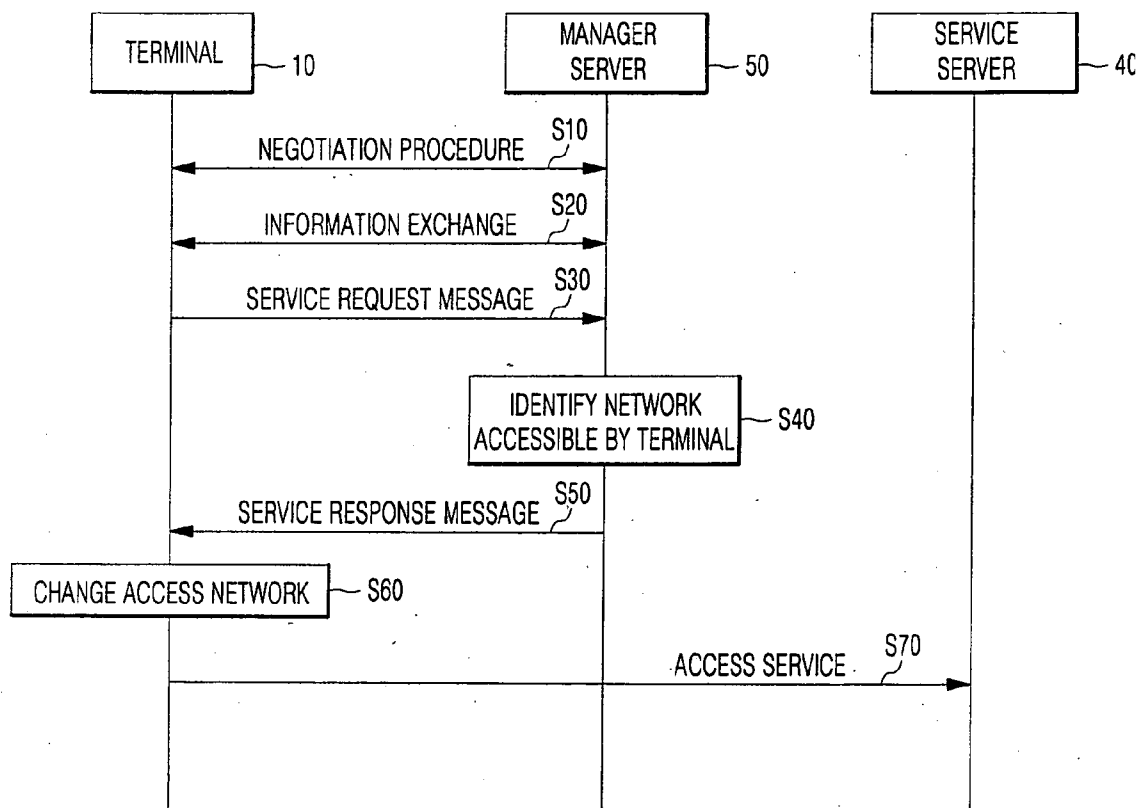 TERMINAL
10
MANAGER
SERVER
50
SERVICE
SERVER
40
S10
NEGOTIATION PROCEDURE
S20
INFORMATION EXCHANGE
S30
SERVICE REQUEST MESSAGE
IDENTIFY NETWORK
ACCESSIBLE BY TERMINAL
S40
S50
SERVICE RESPONSE MESSAGE
CHANGE ACCESS NETWORK
S60
S70
ACCESS SERVICE